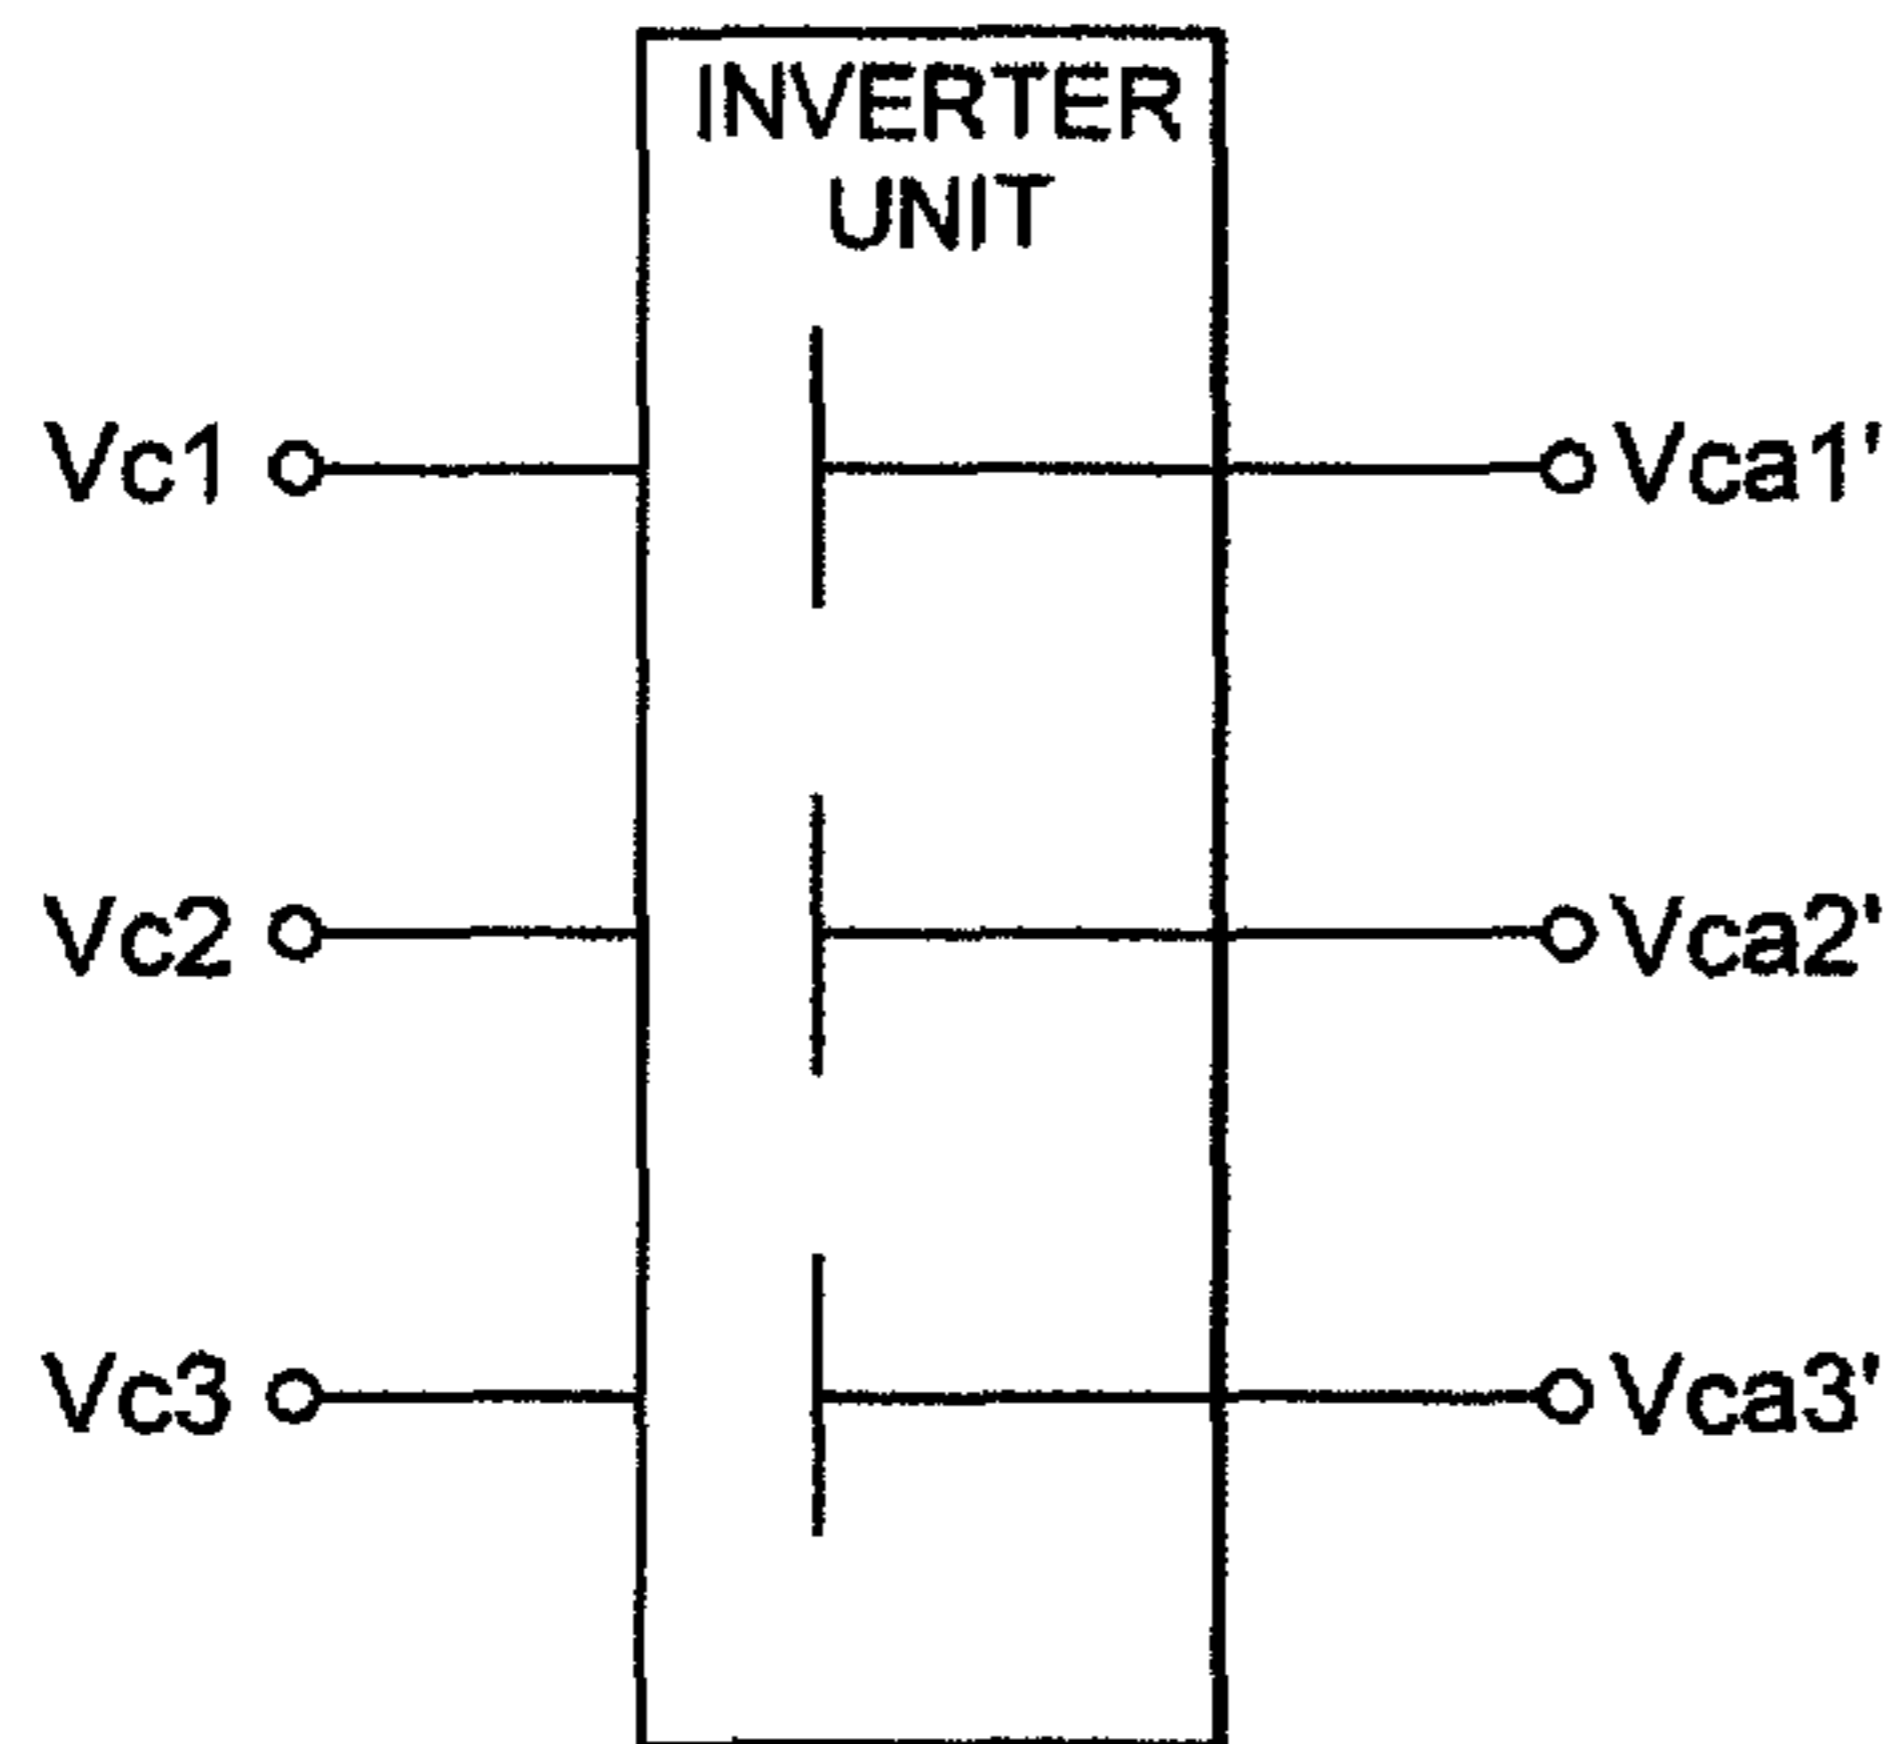 INVERTER
UNIT
Vc1
Vca1'
Vc2
Vca2'
Vc3
Vca3'